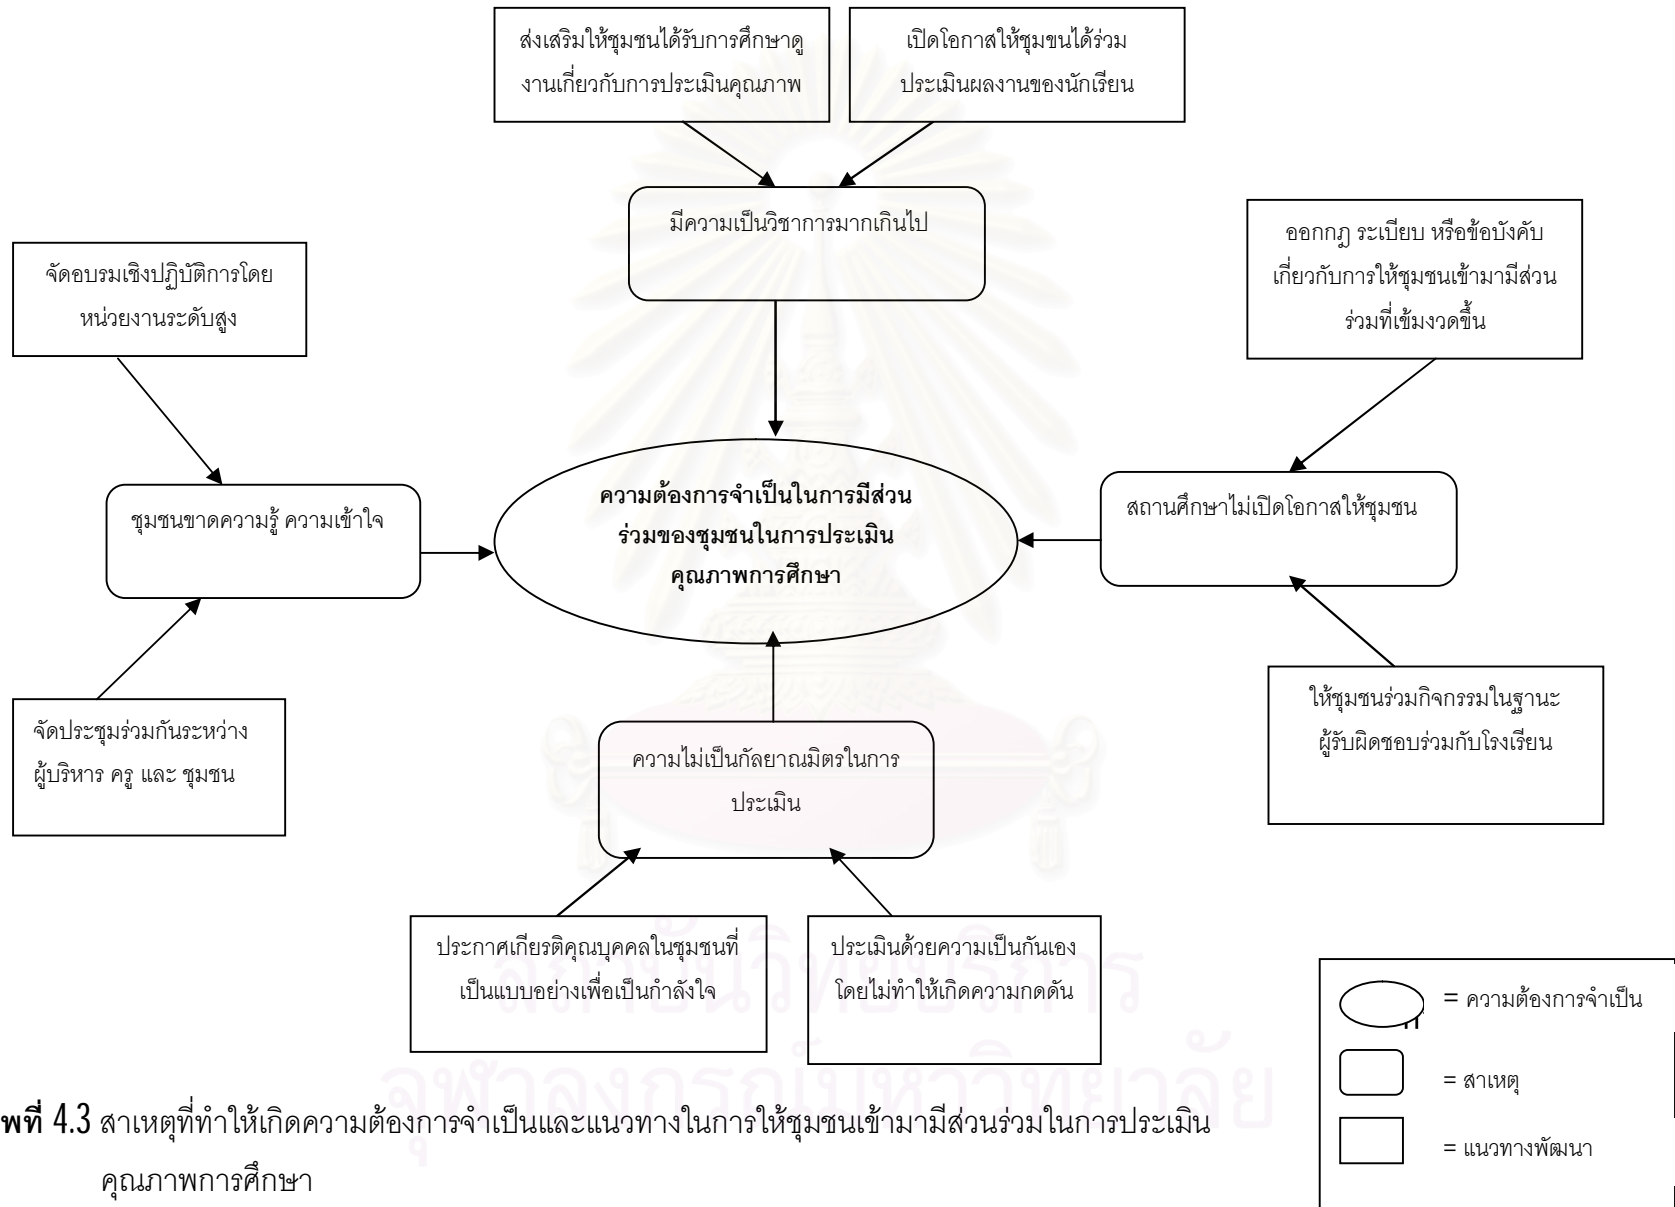 ส่งเสริมให้ชุมชนได้รับการศึกษาดู
งานเกี่ยวกับการประเมินคุณภาพ
เปิดโอกาสให้ชุมขนได้ร่วม
ประเมินผลงานของนักเรียน
มีความเป็นวิชาการมากเกินไป
ออกกฎ ระเบียบ หรือข้อบังคับ
เกี่ยวกับการให้ชุมชนเข้ามามีส่วน
ร่วมที่เข้มงวดขึ้น
จัดอบรมเชิงปฏิบัติการโดย
หน่วยงานระดับสูง
ชุมชนขาดความรู้ ความเข้าใจ
ความต้องการจำเป็นในการมีส่วน
ร่วมของชุมชนในการประเมิน
คุณภาพการศึกษา
สถานศึกษาไม่เปิดโอกาสให้ชุมชน
จัดประชุมร่วมกันระหว่าง
ผู้บริหาร ครู และ ชุมชน
ความไม่เป็นกัลยาณมิตรในการ
ประเมิน
ให้ชุมชนร่วมกิจกรรมในฐานะ
ผู้รับผิดชอบร่วมกับโรงเรียน
ประกาศเกียรติคุณบุคคลในชุมชนที่
เป็นแบบอย่างเพื่อเป็นกำลังใจ
ประเมินด้วยความเป็นกันเอง
โดยไม่ทำให้เกิดความกดดัน
= ความต้องการจำเป็น
= สาเหตุ
= แนวทางพัฒนา
พที่ 4.3 สาเหตุที่ทำให้เกิดความต้องการจำเป็นและแนวทางในการให้ชุมชนเข้ามามีส่วนร่วมในการประเมิน
คุณภาพการศึกษา
สถาบันวิทยบริการ
จุฬาลงกรณ์มหาวิทยาลัย